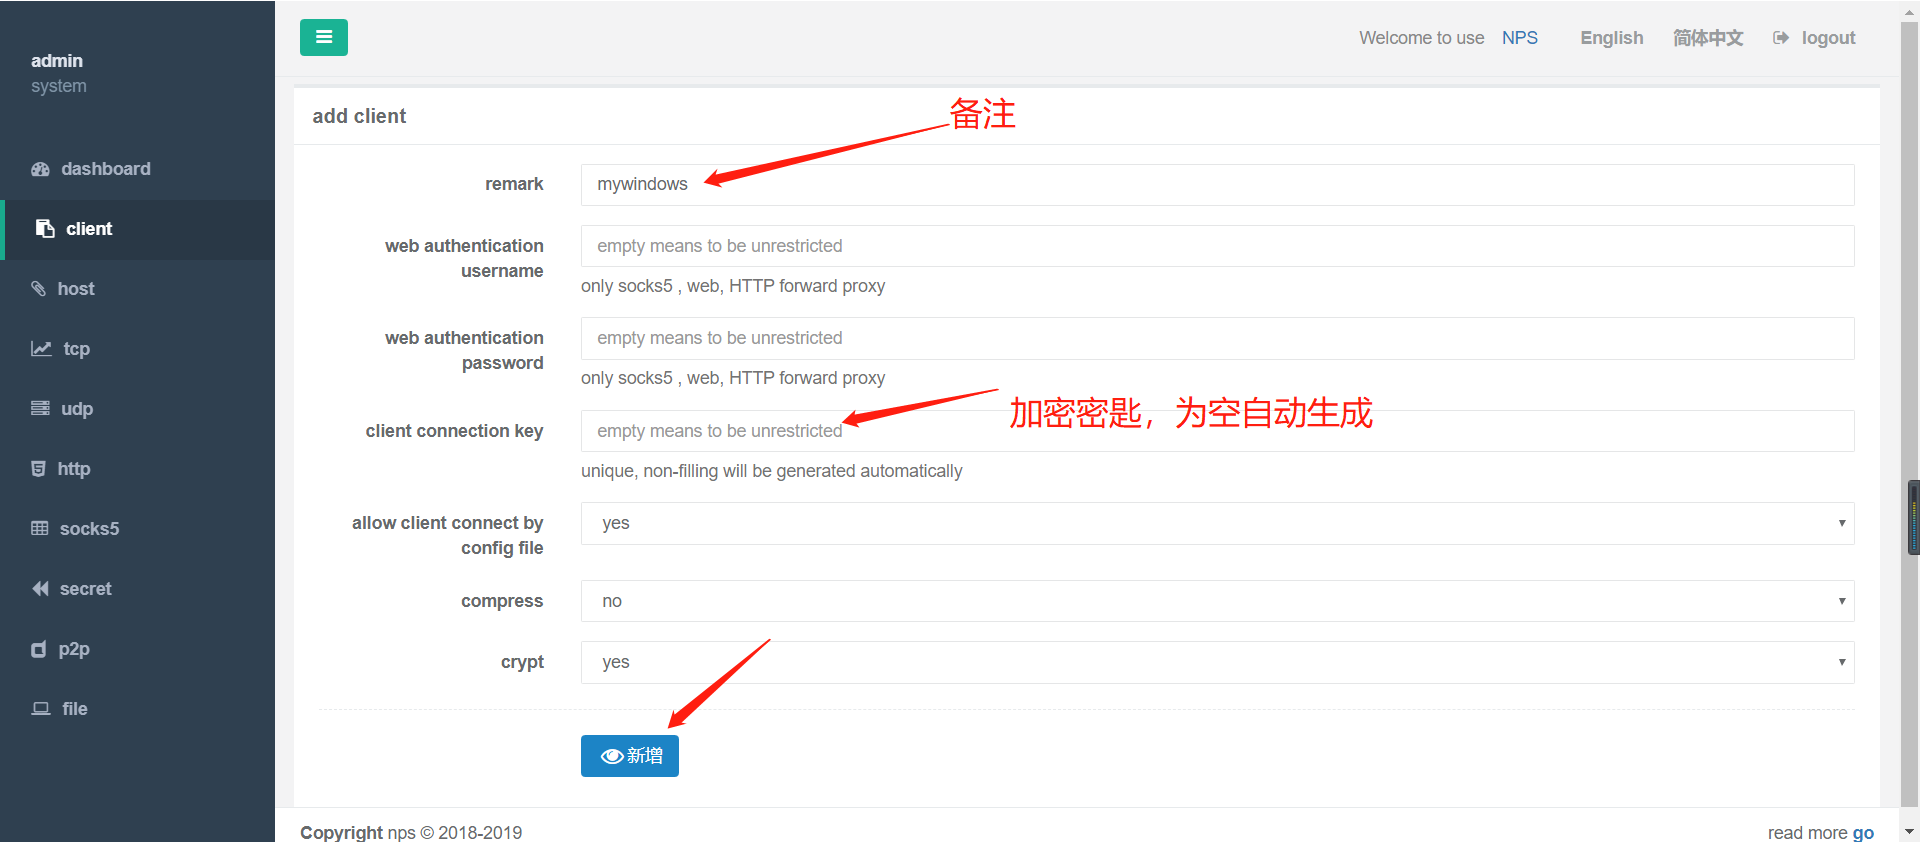 admin
system
dashboard
client
host
tcp
udp
http
socks5
secret
p2p
file
Welcome to use NPS English 简体中文 logout
add client
备注
remark mywindows
web authentication username
empty means to be unrestricted
only socks5 , web, HTTP forward proxy
web authentication password
empty means to be unrestricted
only socks5 , web, HTTP forward proxy
加密密匙，为空自动生成
client connection key empty means to be unrestricted
unique, non-filling will be generated automatically
allow client connect by config file
yes
compress no
crypt yes
新增
Copyright nps © 2018-2019
read more go